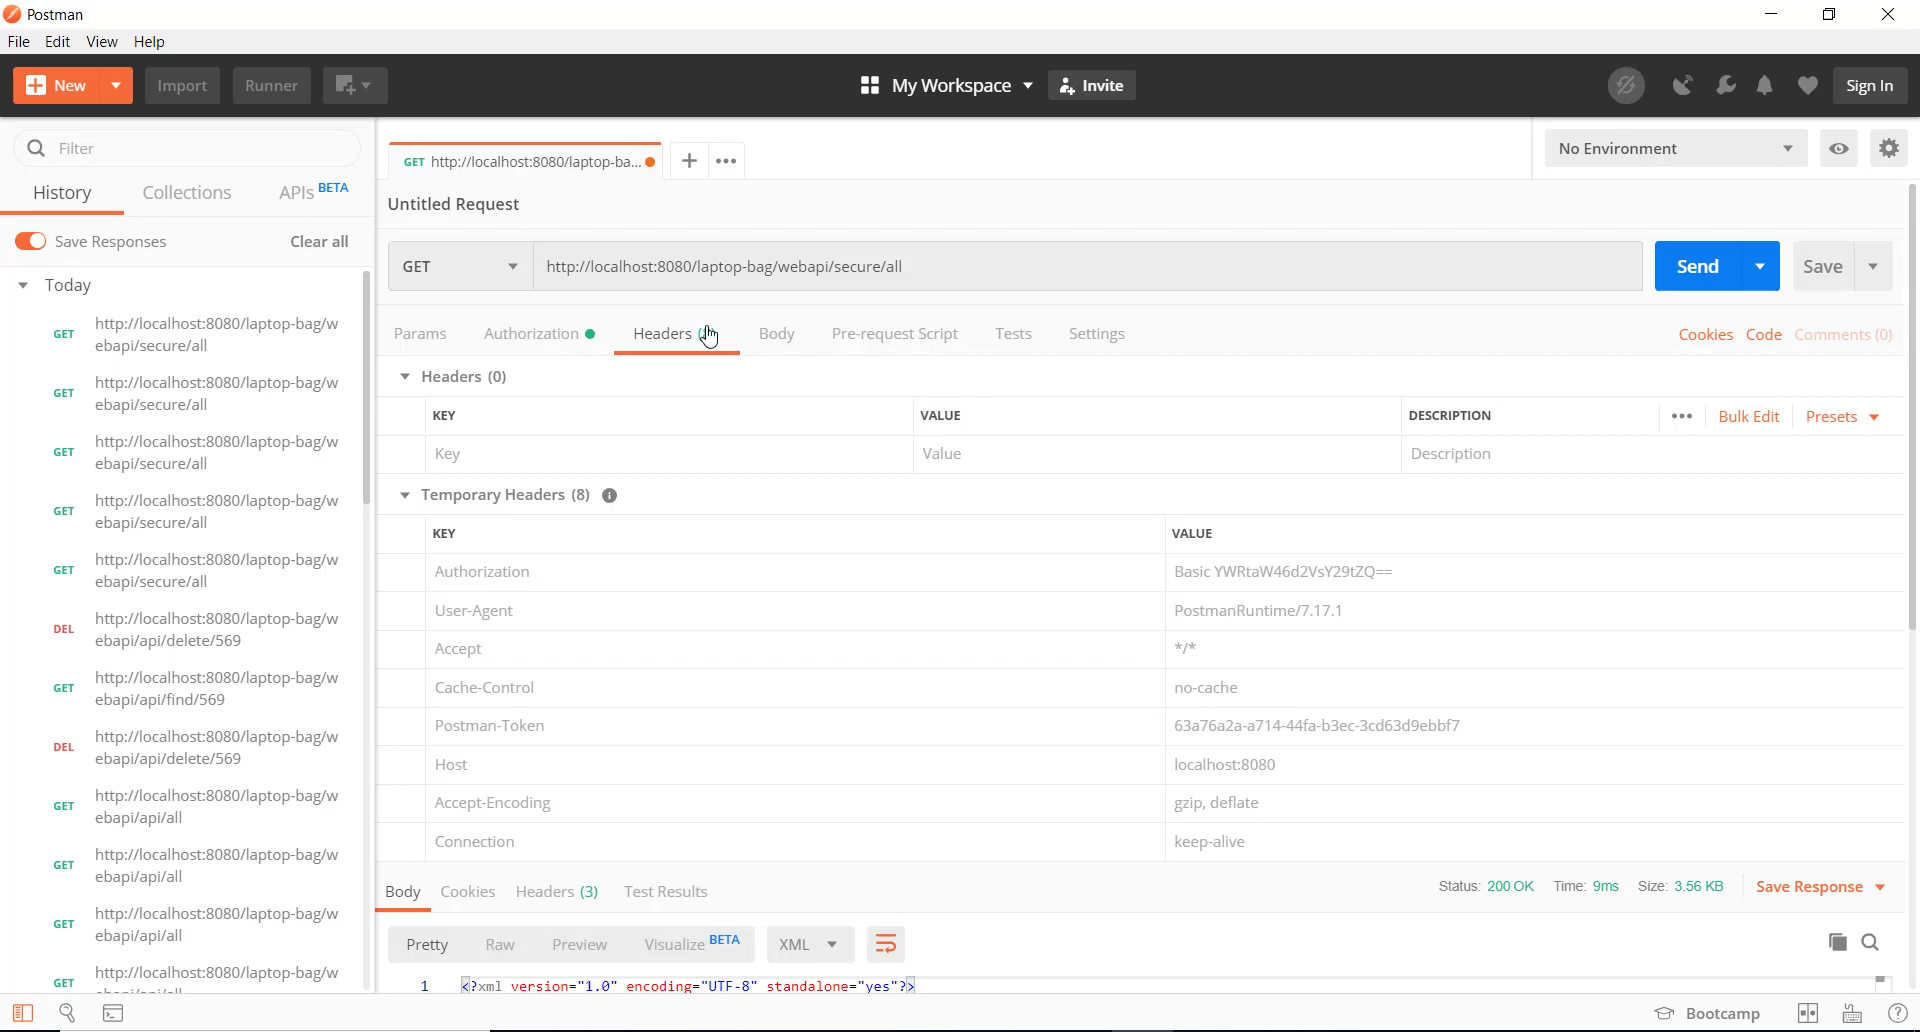 Postman
File Edit View Help
New Import Runner My Workspace Invite Sign In
Filter
History Collections APIs BETA
Save Responses Clear all
Today
GET http://localhost:8080/laptop-bag/w
ebapi/secure/all
GET http://localhost:8080/laptop-bag/w
ebapi/secure/all
GET http://localhost:8080/laptop-bag/w
ebapi/secure/all
GET http://localhost:8080/laptop-bag/w
ebapi/secure/all
GET http://localhost:8080/laptop-bag/w
ebapi/secure/all
DEL http://localhost:8080/laptop-bag/w
ebapi/api/delete/569
GET http://localhost:8080/laptop-bag/w
ebapi/api/find/569
DEL http://localhost:8080/laptop-bag/w
ebapi/api/delete/569
GET http://localhost:8080/laptop-bag/w
ebapi/api/all
GET http://localhost:8080/laptop-bag/w
ebapi/api/all
GET http://localhost:8080/laptop-bag/w
ebapi/api/all
GET http://localhost:8080/laptop-bag/w
GET http://localhost:8080/laptop-ba... No Environment
Untitled Request
GET http://localhost:8080/laptop-bag/webapi/secure/all Send Save
Params Authorization Headers Body Pre-request Script Tests Settings Cookies Code Comments (0)
Headers (0)
KEY VALUE DESCRIPTION Bulk Edit Presets
Key Value Description
Temporary Headers (8)
KEY VALUE
Authorization Basic YWRtaW46d2VsY29tZQ==
User-Agent PostmanRuntime/7.17.1
Accept */*
Cache-Control no-cache
Postman-Token 63a76a2a-a714-44fa-b3ec-3cd63d9ebbf7
Host localhost:8080
Accept-Encoding gzip, deflate
Connection keep-alive
Body Cookies Headers (3) Test Results Status: 200 OK Time: 9ms Size: 3.56 KB Save Response
Pretty Raw Preview Visualize BETA XML
1 <?xml version="1.0" encoding="UTF-8" standalone="yes"?>
Bootcamp